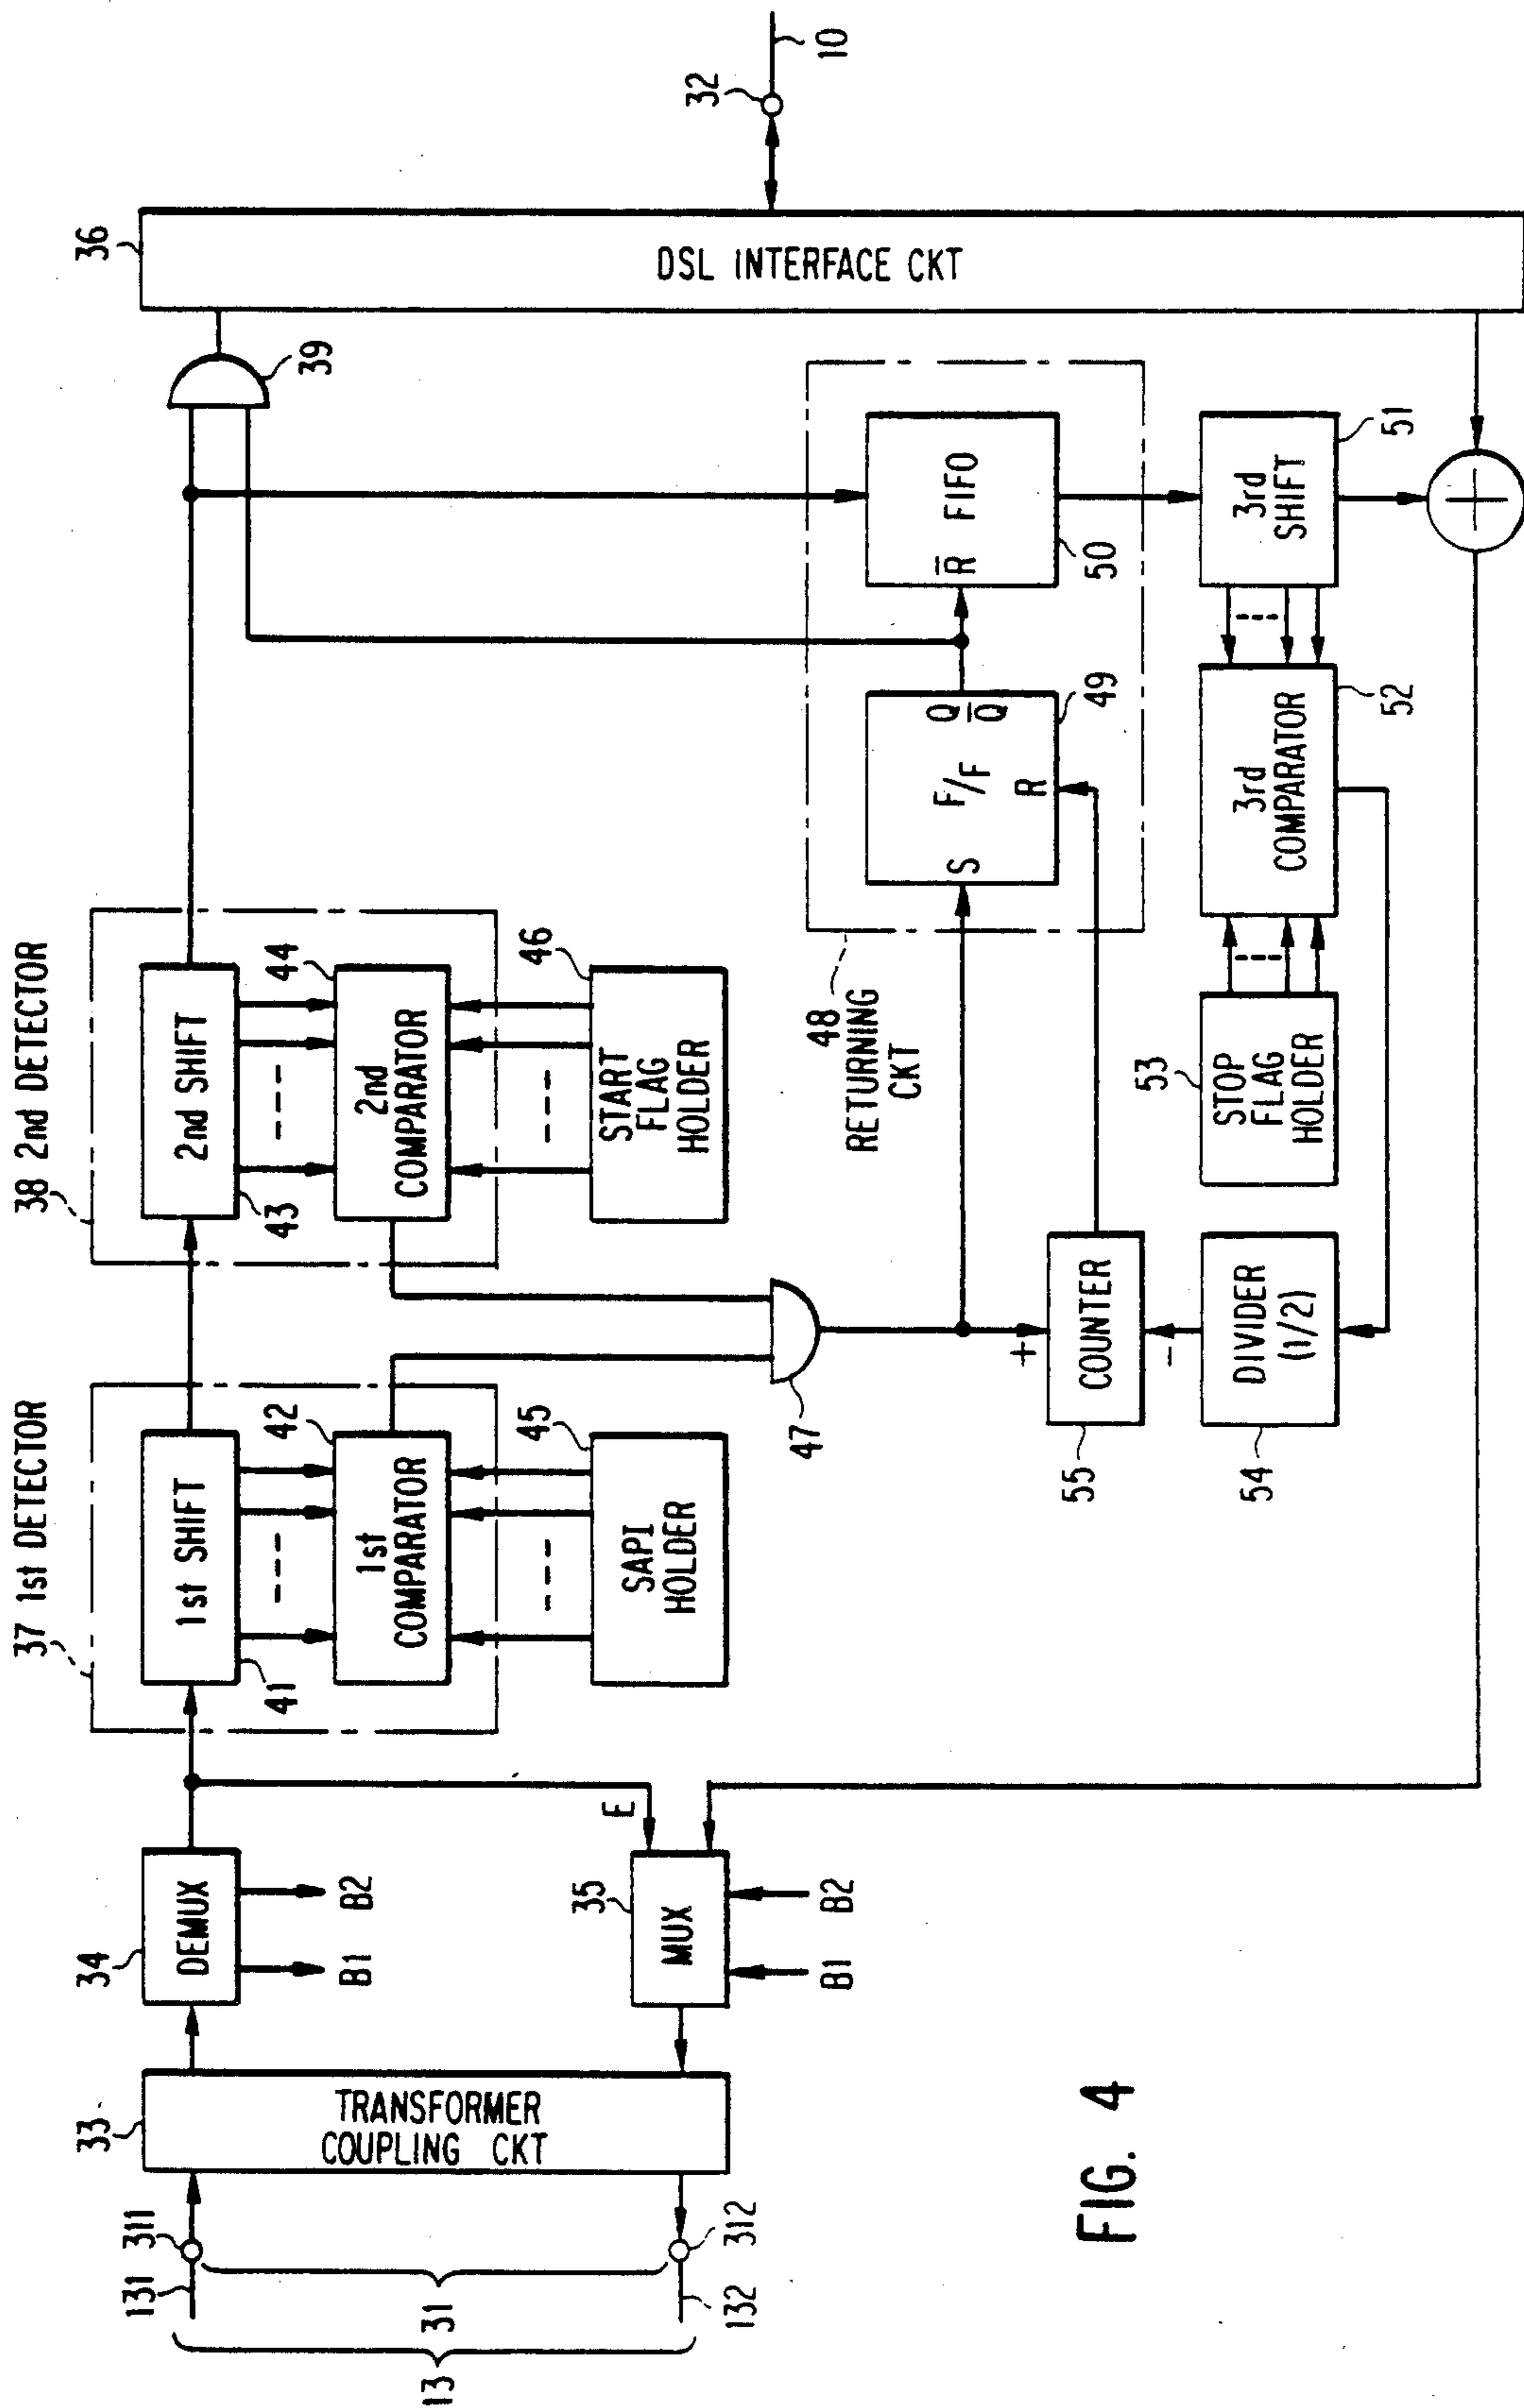 37 1st DETECTOR
38 2nd DETECTOR
36
32
10
DSL INTERFACE CKT
39
131
311
33
TRANSFORMER
COUPLING CKT
34
DEMUX
B1
B2
41
1st SHIFT
42
1st
COMPARATOR
45
SAPI
HOLDER
43
2nd SHIFT
44
2nd
COMPARATOR
46
START
FLAG
HOLDER
13
31
132
312
35
MUX
E
B1
B2
47
48
RETURNING
CKT
S
F/F
R
Q
Q̅
49
R̅
FIFO
50
+
COUNTER
55
-
DIVIDER
(1/2)
54
53
STOP
FLAG
HOLDER
3rd
COMPARATOR
52
3rd
SHIFT
51
+
FIG. 4